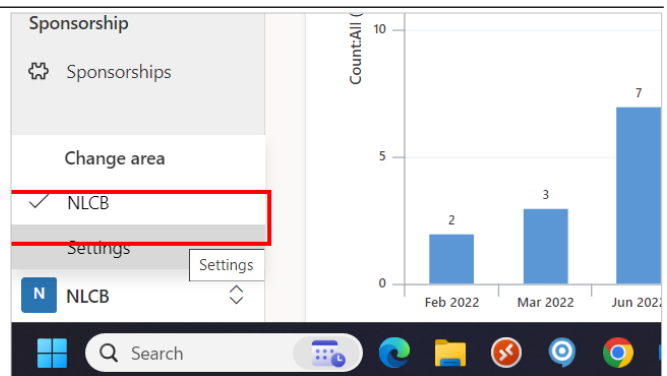 Sponsorship
Sponsorships
Change area
NLCB
Settings
Settings
N NLCB
Search
Count:All (
10
5
0
2
3
7
Feb 2022
Mar 2022
Jun 202